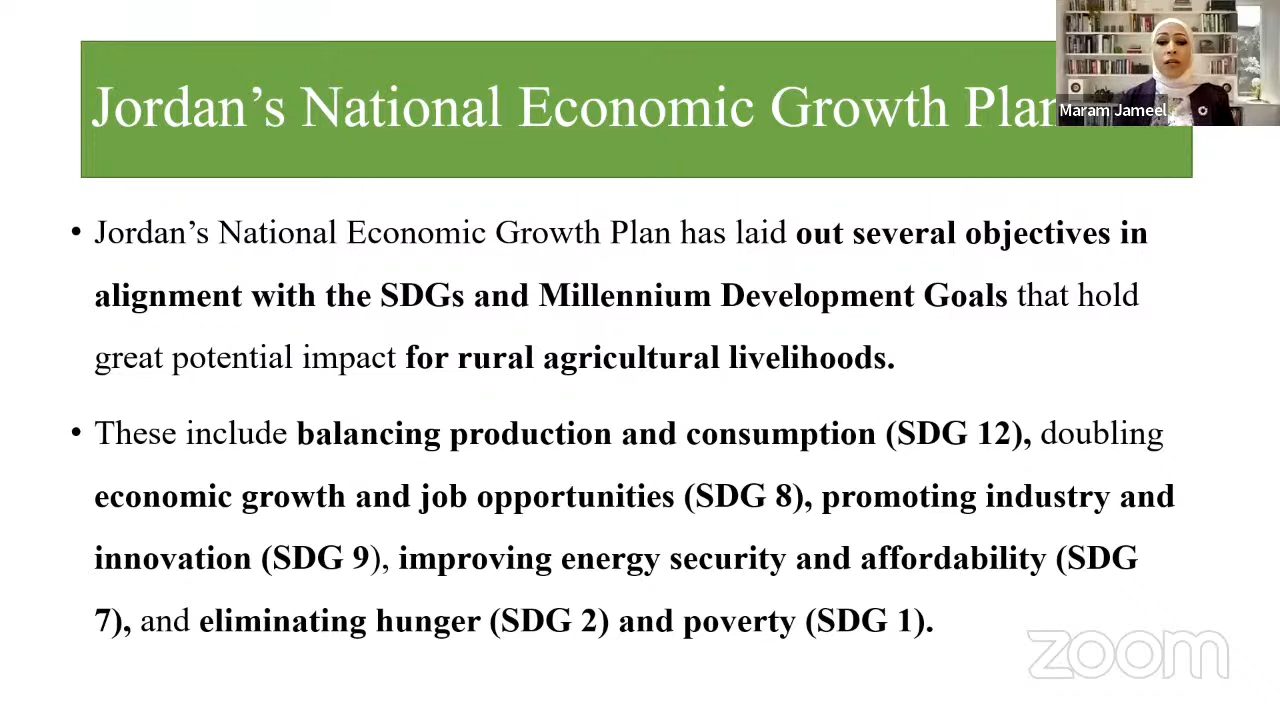 Jordan’s National Economic Growth Plan
Maram Jameel
• Jordan’s National Economic Growth Plan has laid out several objectives in
alignment with the SDGs and Millennium Development Goals that hold
great potential impact for rural agricultural livelihoods.
• These include balancing production and consumption (SDG 12), doubling
economic growth and job opportunities (SDG 8), promoting industry and
innovation (SDG 9), improving energy security and affordability (SDG
7), and eliminating hunger (SDG 2) and poverty (SDG 1).
zoom